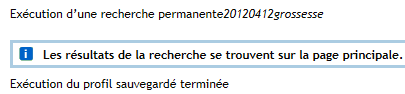 Exécution d'une recherche permanente20120412grossesse
Les résultats de la recherche se trouvent sur la page principale.
Exécution du profil sauvegardé terminée